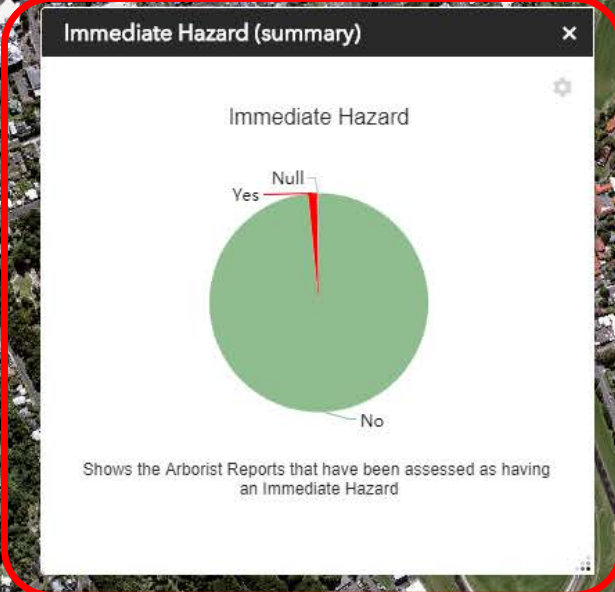 Immediate Hazard (summary)
Immediate Hazard
Null
Yes
No
Shows the Arborist Reports that have been assessed as having
an Immediate Hazard